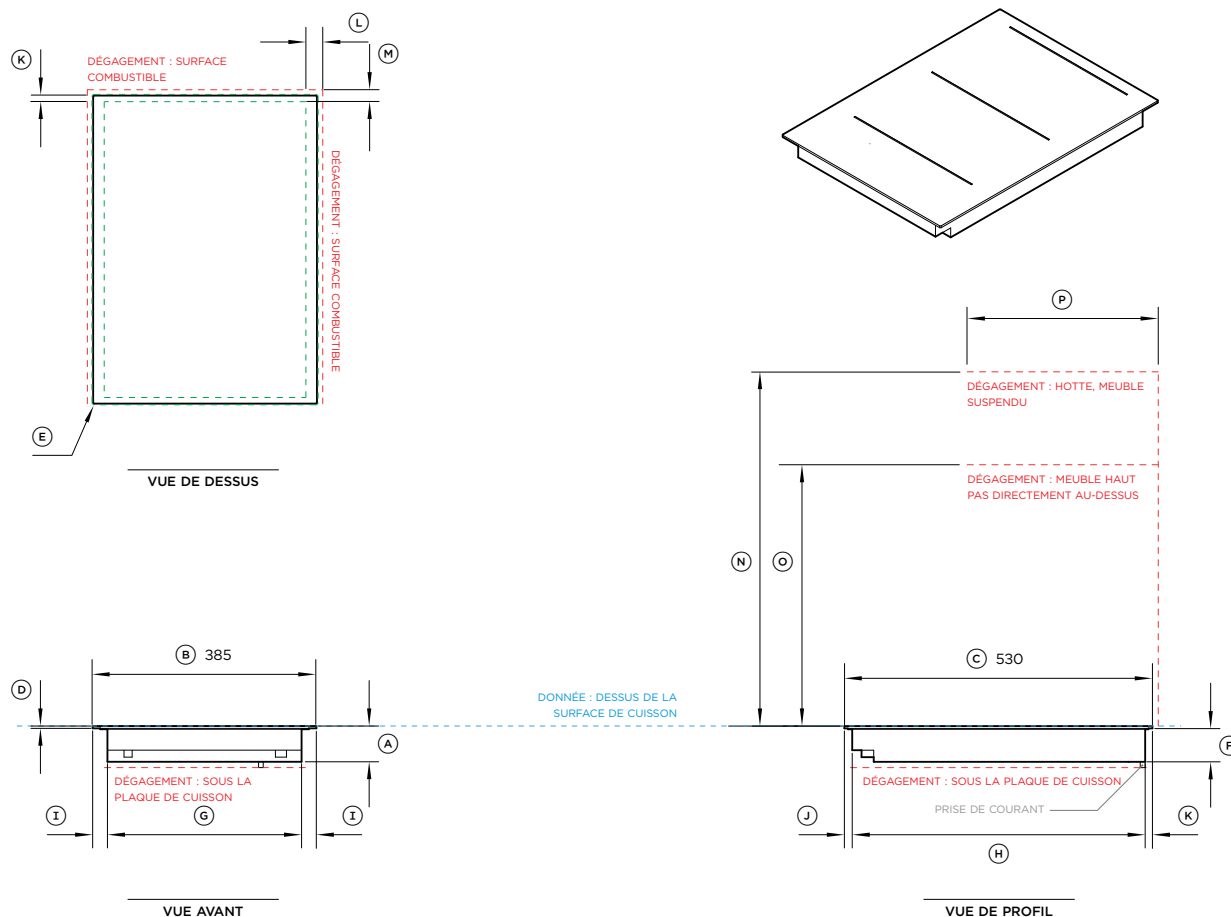 L
K
M
DÉGAGEMENT : SURFACE
COMBUSTIBLE
DÉGAGEMENT : SURFACE COMBUSTIBLE
E
VUE DE DESSUS
P
DÉGAGEMENT : HOTTE, MEUBLE
SUSPENDU
DÉGAGEMENT : MEUBLE HAUT
PAS DIRECTEMENT AU-DESSUS
N
O
B 385
C 530
D
DONNÉE : DESSUS DE LA
SURFACE DE CUISSON
A
F
DÉGAGEMENT : SOUS LA
PLAQUE DE CUISSON
DÉGAGEMENT : SOUS LA PLAQUE DE CUISSON
PRISE DE COURANT
I
G
I
J
H
K
VUE AVANT
VUE DE PROFIL